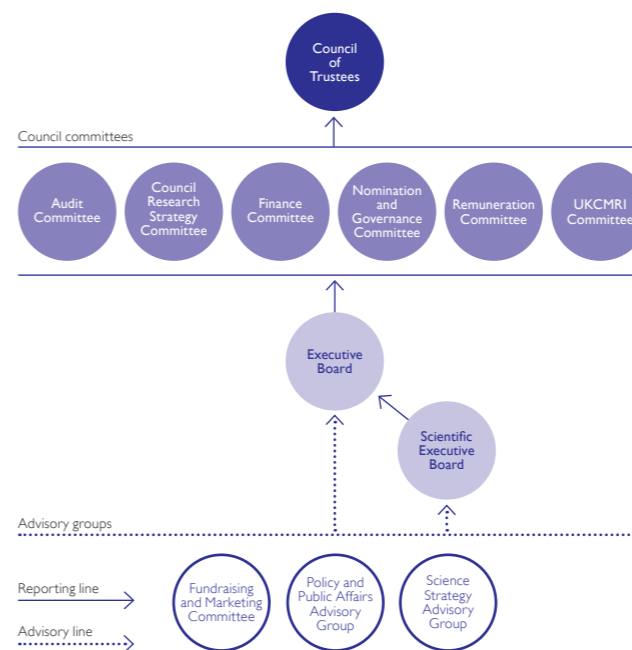 Council
of
Trustees
Council committees
Audit
Committee
Council
Research
Strategy
Committee
Finance
Committee
Nomination
and
Governance
Committee
Remuneration
Committee
UKCMRI
Committee
Executive
Board
Scientific
Executive
Board
Advisory groups
Reporting line
Advisory line
Fundraising
and Marketing
Committee
Policy and
Public Affairs
Advisory
Group
Science
Strategy
Advisory
Group